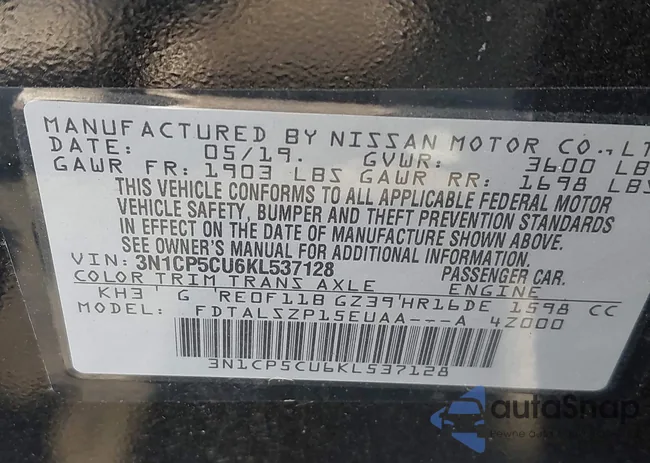 MANUFACTURED BY NISSAN MOTOR CO., LT
DATE: 05/19. GVWR: 3600 LB
GAWR FR: 1903 LBS GAWR RR: 1698 LBS
THIS VEHICLE CONFORMS TO ALL APPLICABLE FEDERAL MOTOR
VEHICLE SAFETY, BUMPER AND THEFT PREVENTION STANDARDS
IN EFFECT ON THE DATE OF MANUFACTURE SHOWN ABOVE.
SEE OWNER'S MANUAL FOR ADDITIONAL INFORMATION.
VIN: 3N1CP5CU6KL537128 PASSENGER CAR.
COLOR TRIM TRANS AXLE ENGINE
KH3 G RE0F11B GZ39 HR16DE 1598 CC
MODEL: FDTALSZP15EUAA---A 4Z000
3N1CP5CU6KL537128
autoSnap